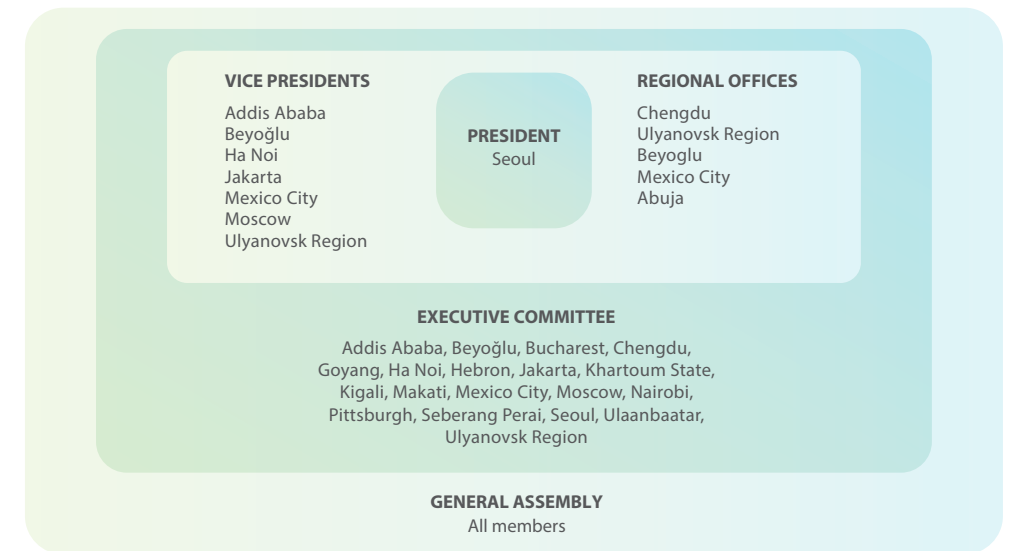 VICE PRESIDENTS
Addis Ababa
Beyoğlu
Ha Noi
Jakarta
Mexico City
Moscow
Ulyanovsk Region
PRESIDENT
Seoul
REGIONAL OFFICES
Chengdu
Ulyanovsk Region
Beyoglu
Mexico City
Abuja
EXECUTIVE COMMITTEE
Addis Ababa, Beyoğlu, Bucharest, Chengdu,
Goyang, Ha Noi, Hebron, Jakarta, Khartoum State,
Kigali, Makati, Mexico City, Moscow, Nairobi,
Pittsburgh, Seberang Perai, Seoul, Ulaanbaatar,
Ulyanovsk Region
GENERAL ASSEMBLY
All members